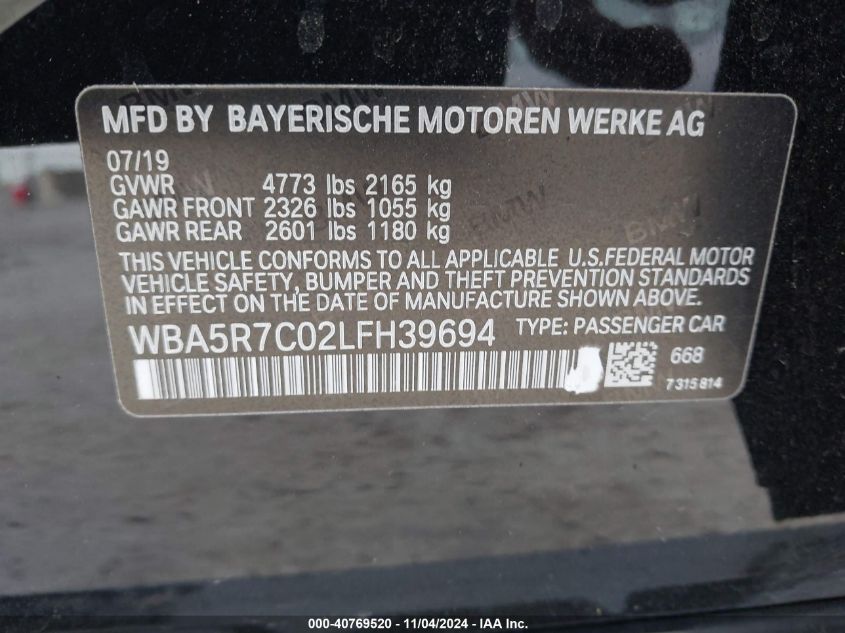 MFD BY BAYERISCHE MOTOREN WERKE AG
07/19
GVWR 4773 lbs 2165 kg
GAWR FRONT 2326 lbs 1055 kg
GAWR REAR 2601 lbs 1180 kg
THIS VEHICLE CONFORMS TO ALL APPLICABLE U.S.FEDERAL MOTOR
VEHICLE SAFETY, BUMPER AND THEFT PREVENTION STANDARDS
IN EFFECT ON THE DATE OF MANUFACTURE SHOWN ABOVE.
WBA5R7C02LFH39694 TYPE: PASSENGER CAR
668
7315814
000-40769520 - 11/04/2024 - IAA Inc.